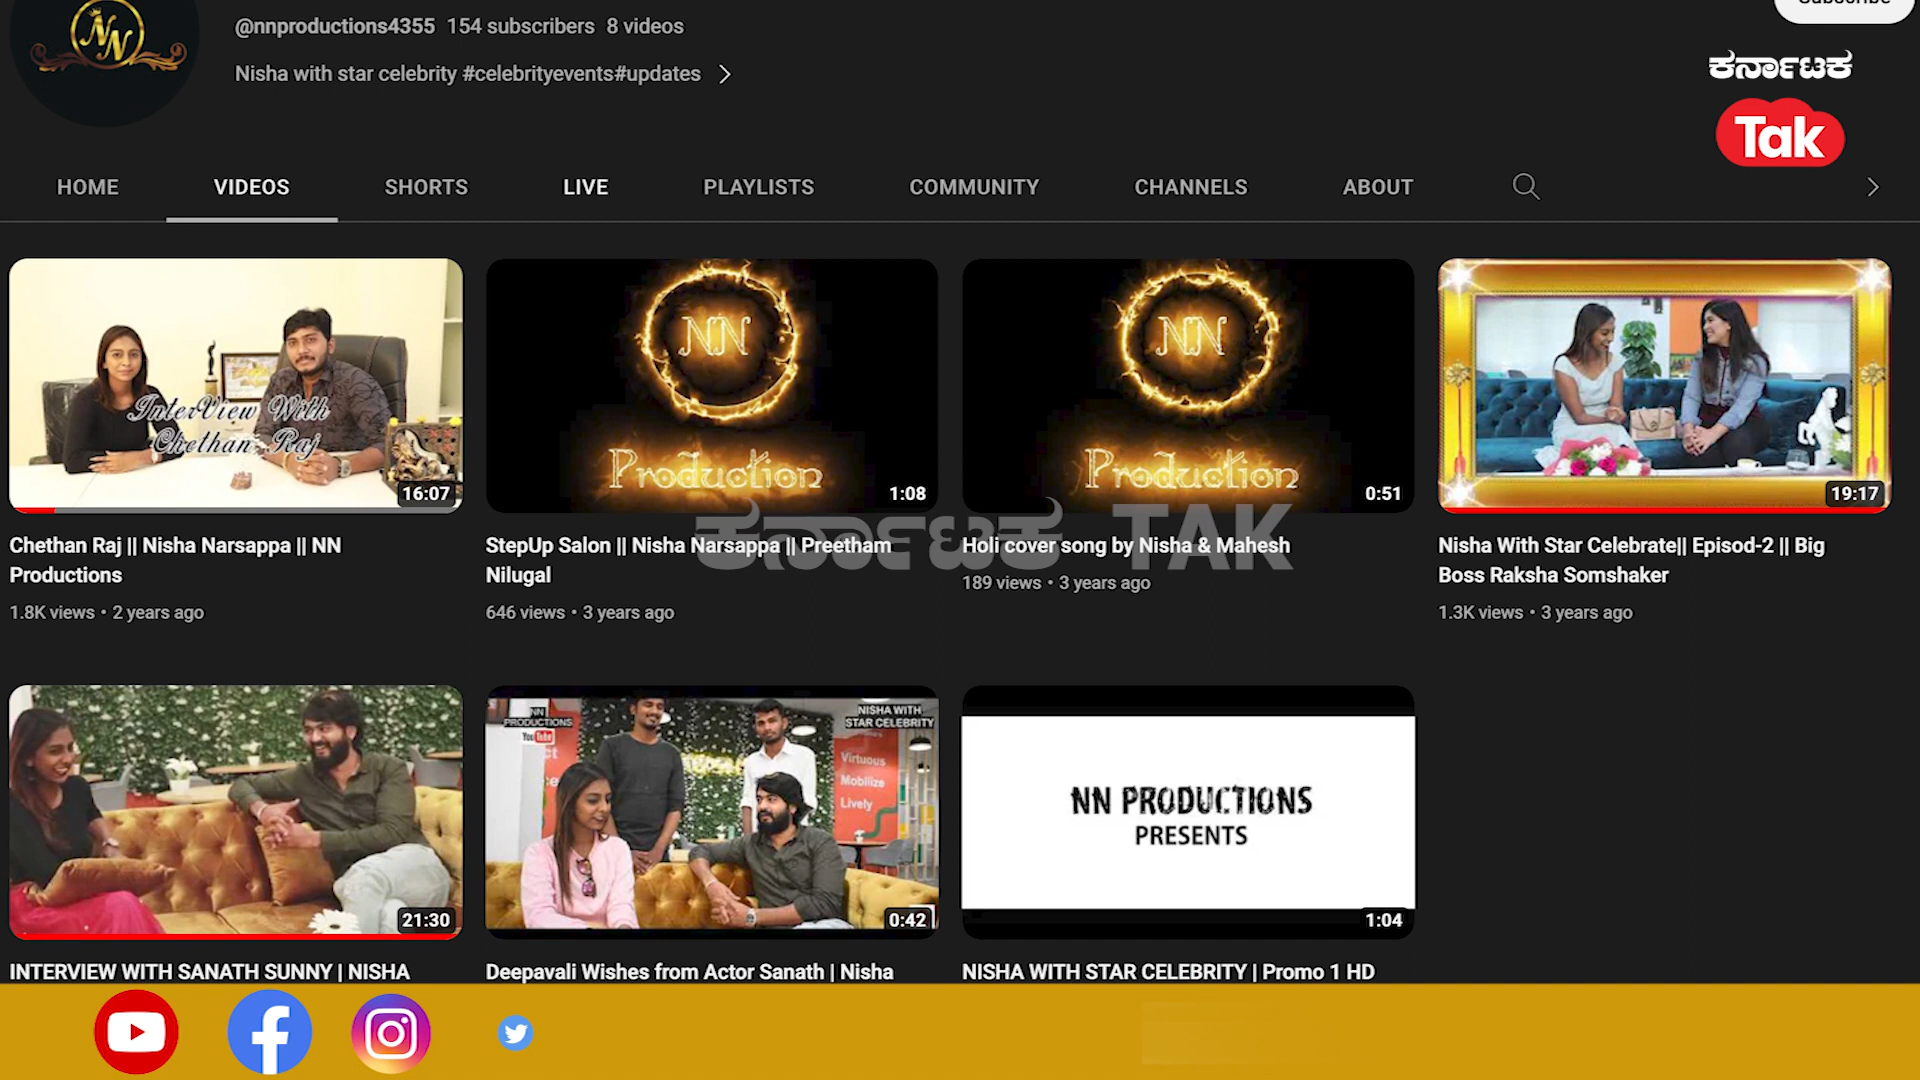 NN
@nnproductions4355 154 subscribers 8 videos
Nisha with star celebrity #celebrityevents#updates
ಕರ್ನಾಟಕ
Tak
HOME VIDEOS SHORTS LIVE PLAYLISTS COMMUNITY CHANNELS ABOUT
InterView With
Chethan Raj
16:07
NN
Production
1:08
NN
Production
0:51
19:17
ಕರ್ನಾಟಕ TAK
Chethan Raj || Nisha Narsappa || NN
Productions
1.8K views • 2 years ago
StepUp Salon || Nisha Narsappa || Preetham
Nilugal
646 views • 3 years ago
Holi cover song by Nisha & Mahesh
189 views • 3 years ago
Nisha With Star Celebrate|| Episod-2 || Big
Boss Raksha Somshaker
1.3K views • 3 years ago
21:30
NN
PRODUCTIONS
You Tube
NISHA WITH
STAR CELEBRITY
Virtuous
Mobilize
Lively
0:42
NN PRODUCTIONS
PRESENTS
1:04
INTERVIEW WITH SANATH SUNNY | NISHA
Deepavali Wishes from Actor Sanath | Nisha
NISHA WITH STAR CELEBRITY | Promo 1 HD